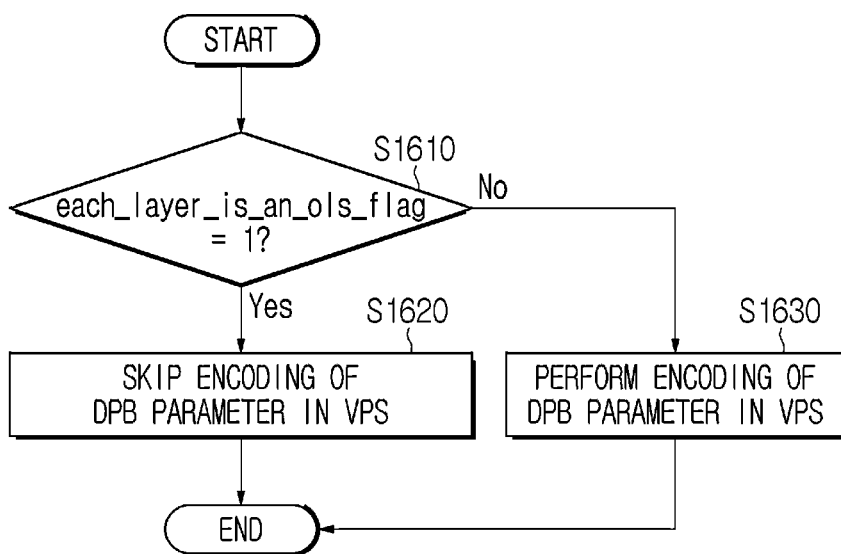 START
S1610
each_layer_is_an_ols_flag
= 1?
No
Yes
S1620
S1630
SKIP ENCODING OF
DPB PARAMETER IN VPS
PERFORM ENCODING OF
DPB PARAMETER IN VPS
END